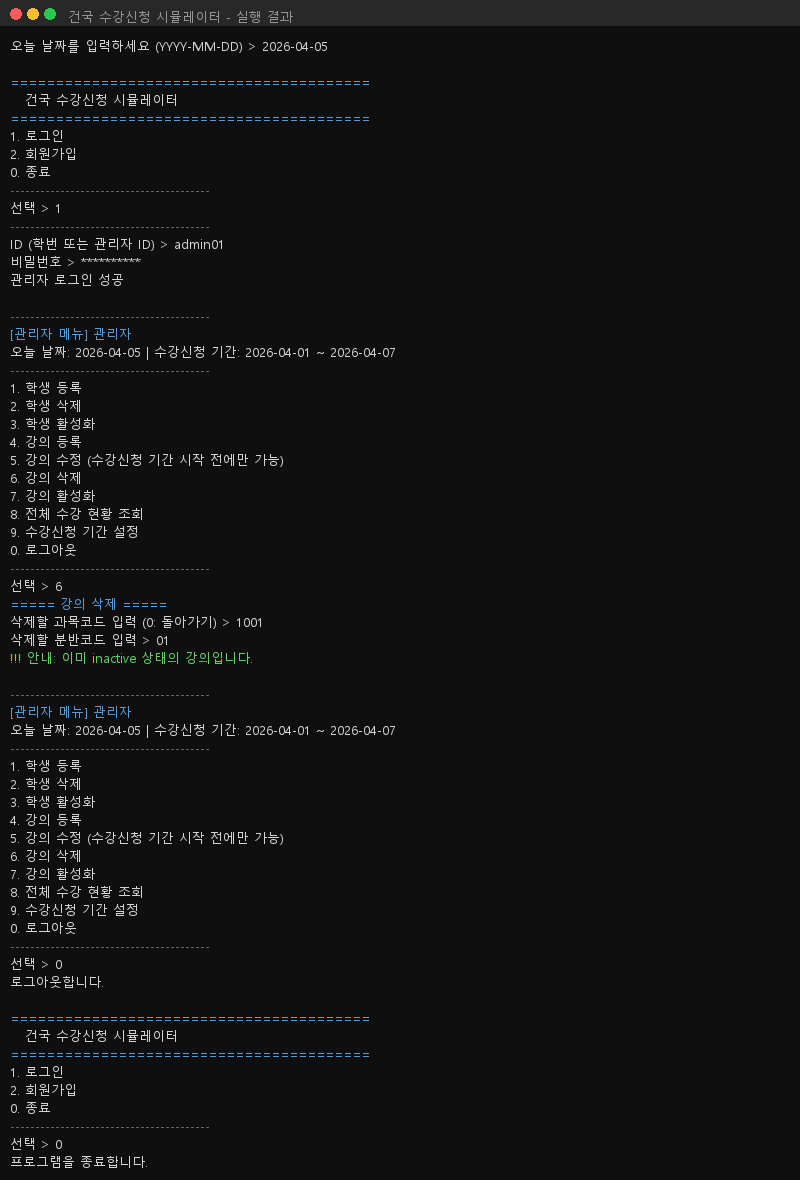 건국 수강신청 시뮬레이터 - 실행 결과
오늘 날짜를 입력하세요 (YYYY-MM-DD) > 2026-04-05
========================================
건국 수강신청 시뮬레이터
========================================
1. 로그인
2. 회원가입
0. 종료
----------------------------------------
선택 > 1
----------------------------------------
ID (학번 또는 관리자 ID) > admin01
비밀번호 > **********
관리자 로그인 성공
----------------------------------------
[관리자 메뉴] 관리자
오늘 날짜: 2026-04-05 | 수강신청 기간: 2026-04-01 ~ 2026-04-07
----------------------------------------
1. 학생 등록
2. 학생 삭제
3. 학생 활성화
4. 강의 등록
5. 강의 수정 (수강신청 기간 시작 전에만 가능)
6. 강의 삭제
7. 강의 활성화
8. 전체 수강 현황 조회
9. 수강신청 기간 설정
0. 로그아웃
----------------------------------------
선택 > 6
===== 강의 삭제 =====
삭제할 과목코드 입력 (0: 돌아가기) > 1001
삭제할 분반코드 입력 > 01
!!! 안내: 이미 inactive 상태의 강의입니다.
----------------------------------------
[관리자 메뉴] 관리자
오늘 날짜: 2026-04-05 | 수강신청 기간: 2026-04-01 ~ 2026-04-07
----------------------------------------
1. 학생 등록
2. 학생 삭제
3. 학생 활성화
4. 강의 등록
5. 강의 수정 (수강신청 기간 시작 전에만 가능)
6. 강의 삭제
7. 강의 활성화
8. 전체 수강 현황 조회
9. 수강신청 기간 설정
0. 로그아웃
----------------------------------------
선택 > 0
로그아웃합니다.
========================================
건국 수강신청 시뮬레이터
========================================
1. 로그인
2. 회원가입
0. 종료
----------------------------------------
선택 > 0
프로그램을 종료합니다.